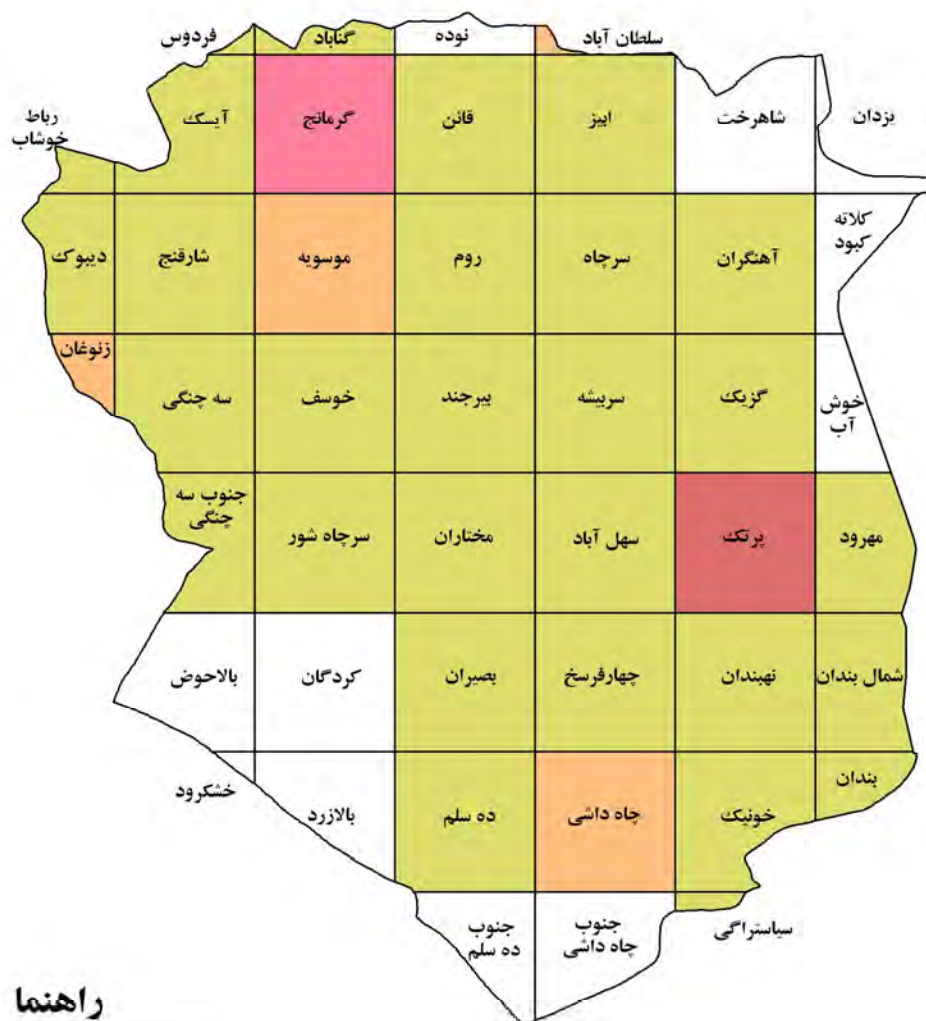 سلطان آباد
نوده
گناباد
فردوس
یزدان
شاهرخت
ابیز
قائن
گرمانج
آیسک
رباط
خوشاب
کلاته
کبود
آهنگران
سرچاه
روم
موسویه
شارقنج
دیبوک
خوش
آب
گزیک
سربیشه
بیرجند
خوسف
سه چنگی
زنوغان
مهرود
پرنک
سهل آباد
مختاران
سرچاه شور
جنوب سه
چنگی
شمال بندان
نهبندان
چهارفرسخ
بصیران
کردگان
بالاحوض
بندان
خونیک
چاه داشی
ده سلم
بالازرد
خشکرود
سیاستراگی
جنوب
چاه داشی
جنوب
ده سلم
راهنما